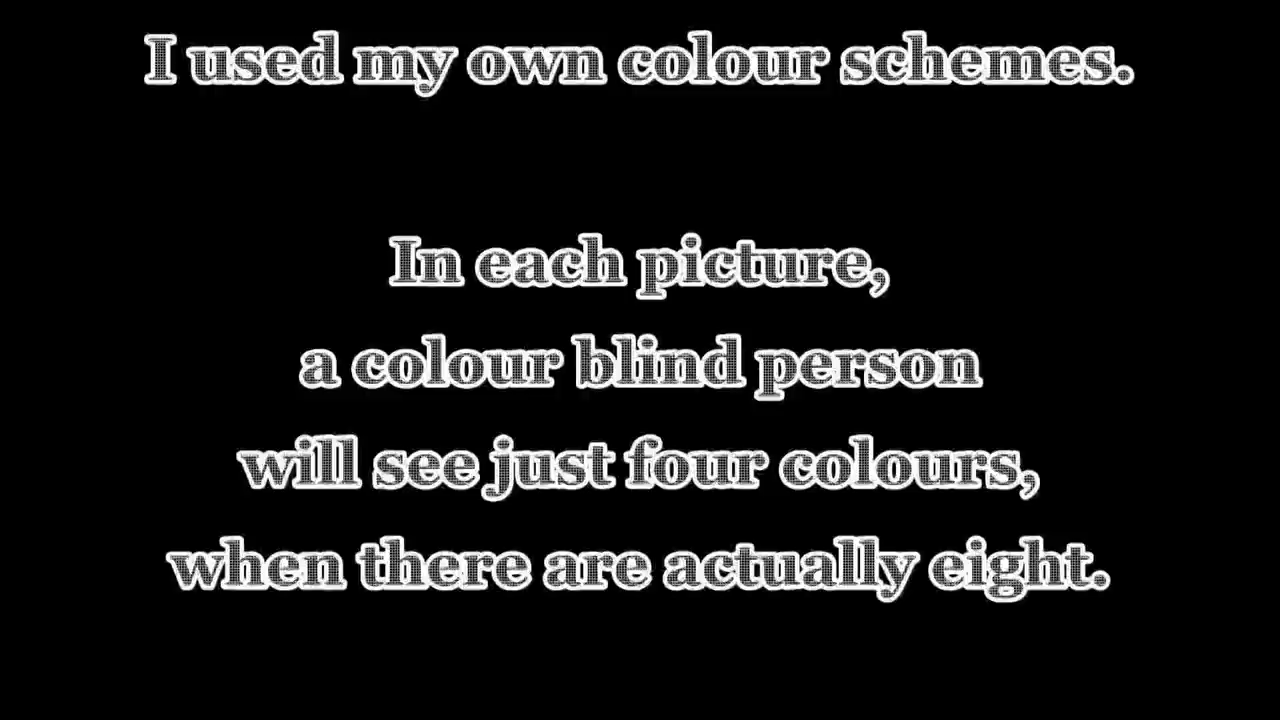 I used my own colour schemes.
In each picture,
a colour blind person
will see just four colours,
when there are actually eight.